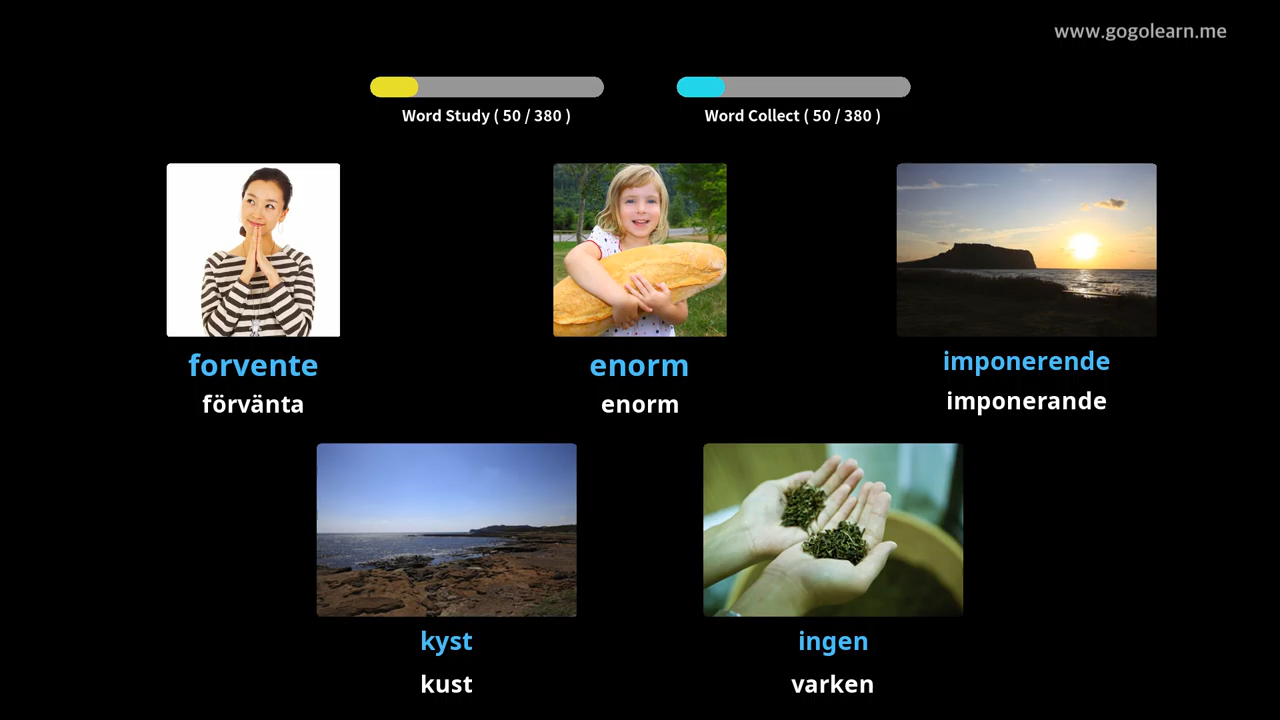 www.gogolearn.me
Word Study ( 50 / 380 )
Word Collect ( 50 / 380 )
forvente
förvänta
enorm
enorm
imponerende
imponerande
kyst
kust
ingen
varken